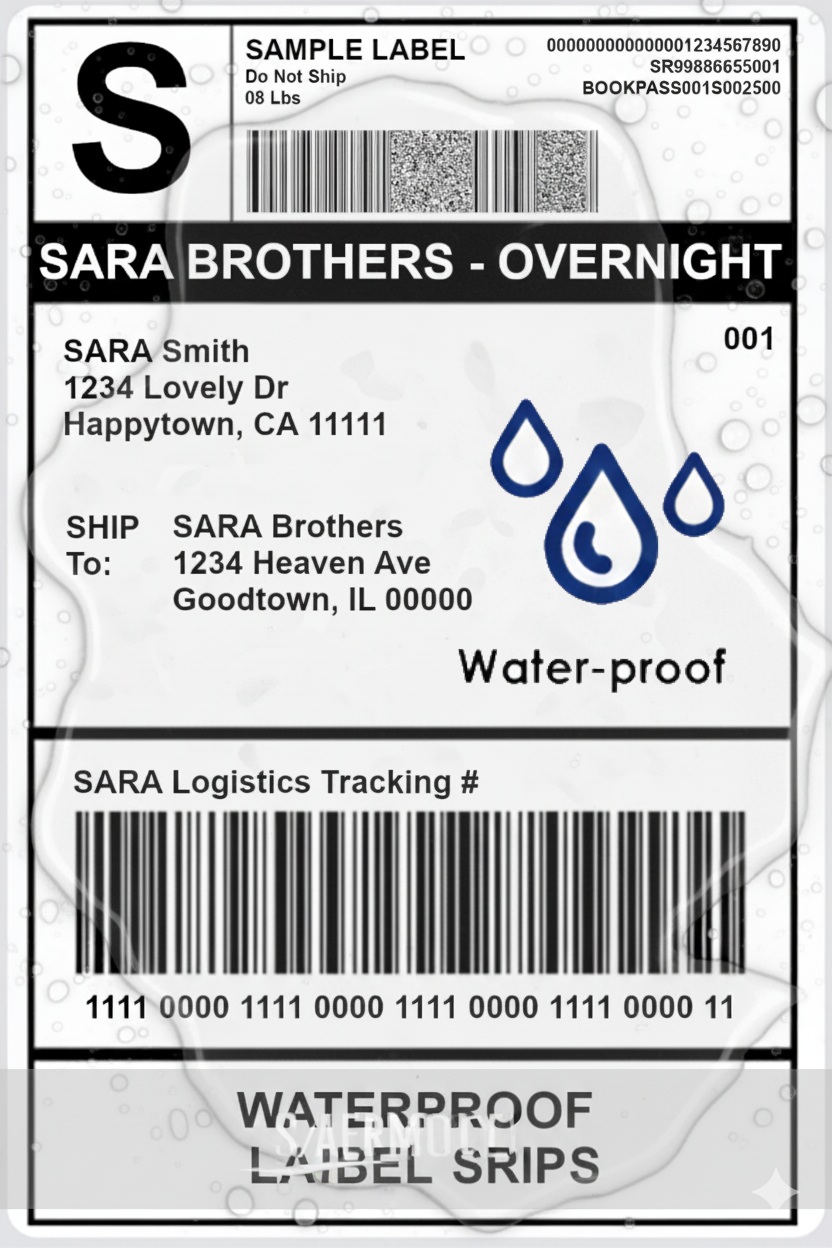 S
SAMPLE LABEL
Do Not Ship
08 Lbs
000000000000001234567890
SR99886655001
BOOKPASS001S002500
SARA BROTHERS - OVERNIGHT
001
SARA Smith
1234 Lovely Dr
Happytown, CA 11111
SHIP To:
SARA Brothers
1234 Heaven Ave
Goodtown, IL 00000
Water-proof
SARA Logistics Tracking #
1111 0000 1111 0000 1111 0000 1111 0000 11
WATERPROOF
LAIBEL SRIPS